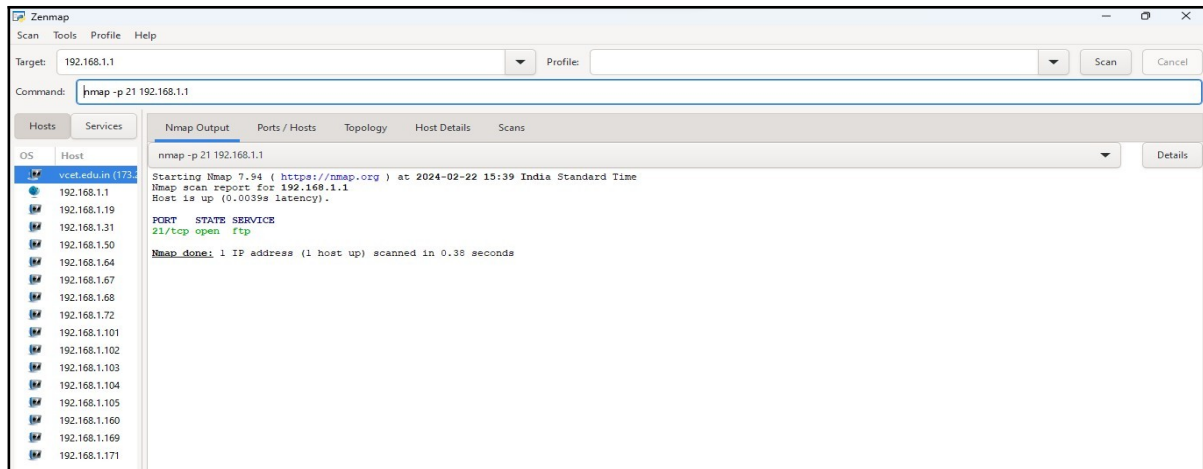 Zenmap
Scan Tools Profile Help
Target: 192.168.1.1 Profile: Scan Cancel
Command: nmap -p 21 192.168.1.1
Hosts Services Nmap Output Ports / Hosts Topology Host Details Scans
OS Host nmap -p 21 192.168.1.1 Details
vcet.edu.in (173.2
192.168.1.1
192.168.1.19
192.168.1.31
192.168.1.50
192.168.1.64
192.168.1.67
192.168.1.68
192.168.1.72
192.168.1.101
192.168.1.102
192.168.1.103
192.168.1.104
192.168.1.105
192.168.1.160
192.168.1.169
192.168.1.171
Starting Nmap 7.94 ( https://nmap.org ) at 2024-02-22 15:39 India Standard Time
Nmap scan report for 192.168.1.1
Host is up (0.0039s latency).
PORT STATE SERVICE
21/tcp open ftp
Nmap done: 1 IP address (1 host up) scanned in 0.38 seconds